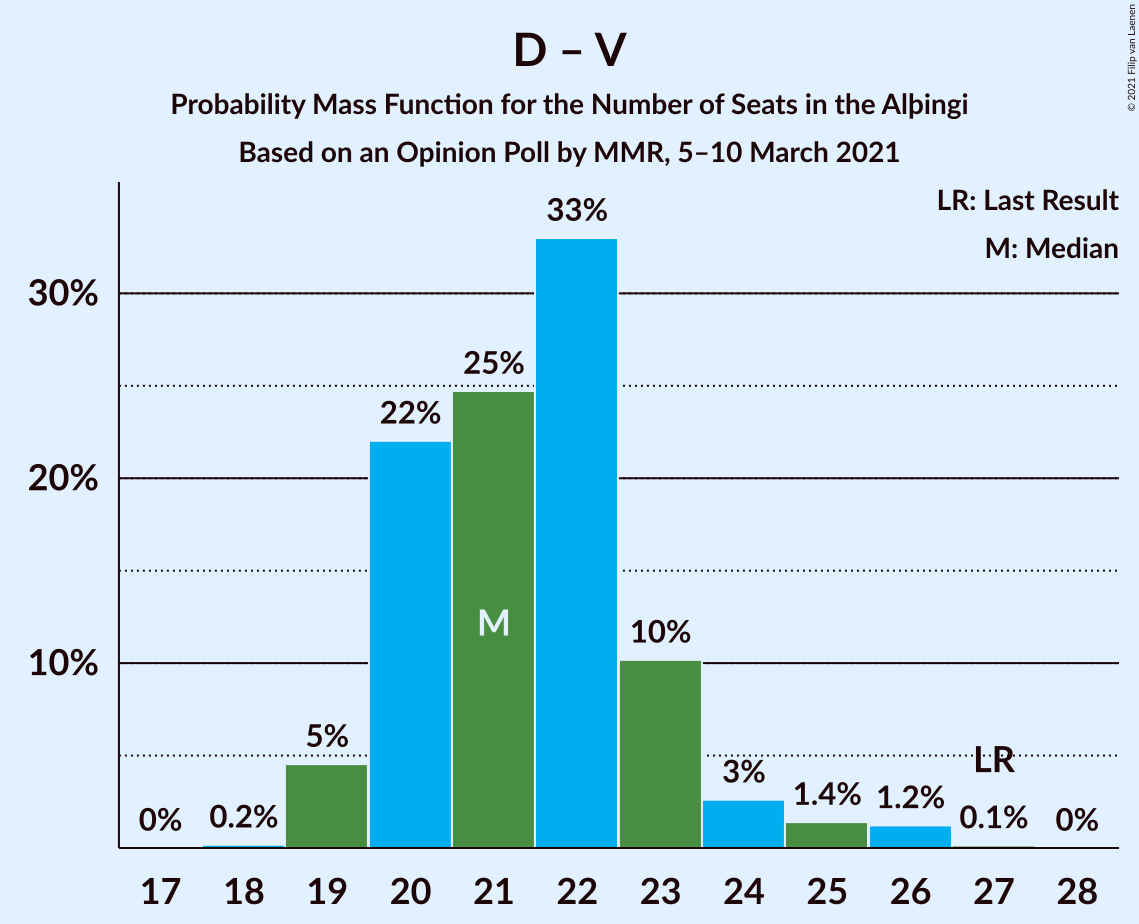 D – V
Probability Mass Function for the Number of Seats in the Alþingi
Based on an Opinion Poll by MMR, 5–10 March 2021
© 2021 Filip van Laenen
LR: Last Result
M: Median
30%
20%
10%
0%
0.2%
5%
22%
25%
33%
10%
3%
1.4%
1.2%
0.1%
0%
M
LR
17 18 19 20 21 22 23 24 25 26 27 28